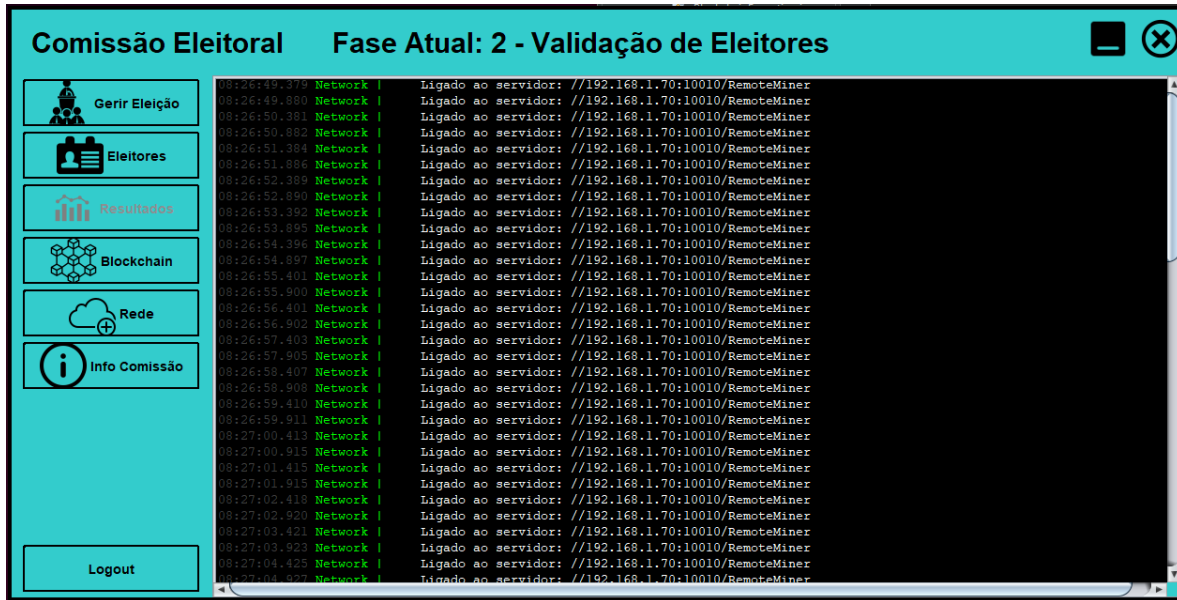 Comissão Eleitoral Fase Atual: 2 - Validação de Eleitores
Gerir Eleição
Eleitores
Resultados
Blockchain
Rede
Info Comissão
Logout
08:26:49.379 Network | Ligado ao servidor: //192.168.1.70:10010/RemoteMiner
08:26:49.880 Network | Ligado ao servidor: //192.168.1.70:10010/RemoteMiner
08:26:50.381 Network | Ligado ao servidor: //192.168.1.70:10010/RemoteMiner
08:26:50.882 Network | Ligado ao servidor: //192.168.1.70:10010/RemoteMiner
08:26:51.384 Network | Ligado ao servidor: //192.168.1.70:10010/RemoteMiner
08:26:51.886 Network | Ligado ao servidor: //192.168.1.70:10010/RemoteMiner
08:26:52.389 Network | Ligado ao servidor: //192.168.1.70:10010/RemoteMiner
08:26:52.890 Network | Ligado ao servidor: //192.168.1.70:10010/RemoteMiner
08:26:53.392 Network | Ligado ao servidor: //192.168.1.70:10010/RemoteMiner
08:26:53.895 Network | Ligado ao servidor: //192.168.1.70:10010/RemoteMiner
08:26:54.396 Network | Ligado ao servidor: //192.168.1.70:10010/RemoteMiner
08:26:54.897 Network | Ligado ao servidor: //192.168.1.70:10010/RemoteMiner
08:26:55.401 Network | Ligado ao servidor: //192.168.1.70:10010/RemoteMiner
08:26:55.900 Network | Ligado ao servidor: //192.168.1.70:10010/RemoteMiner
08:26:56.401 Network | Ligado ao servidor: //192.168.1.70:10010/RemoteMiner
08:26:56.902 Network | Ligado ao servidor: //192.168.1.70:10010/RemoteMiner
08:26:57.403 Network | Ligado ao servidor: //192.168.1.70:10010/RemoteMiner
08:26:57.905 Network | Ligado ao servidor: //192.168.1.70:10010/RemoteMiner
08:26:58.407 Network | Ligado ao servidor: //192.168.1.70:10010/RemoteMiner
08:26:58.908 Network | Ligado ao servidor: //192.168.1.70:10010/RemoteMiner
08:26:59.410 Network | Ligado ao servidor: //192.168.1.70:10010/RemoteMiner
08:26:59.911 Network | Ligado ao servidor: //192.168.1.70:10010/RemoteMiner
08:27:00.413 Network | Ligado ao servidor: //192.168.1.70:10010/RemoteMiner
08:27:00.915 Network | Ligado ao servidor: //192.168.1.70:10010/RemoteMiner
08:27:01.415 Network | Ligado ao servidor: //192.168.1.70:10010/RemoteMiner
08:27:01.915 Network | Ligado ao servidor: //192.168.1.70:10010/RemoteMiner
08:27:02.418 Network | Ligado ao servidor: //192.168.1.70:10010/RemoteMiner
08:27:02.920 Network | Ligado ao servidor: //192.168.1.70:10010/RemoteMiner
08:27:03.421 Network | Ligado ao servidor: //192.168.1.70:10010/RemoteMiner
08:27:03.923 Network | Ligado ao servidor: //192.168.1.70:10010/RemoteMiner
08:27:04.425 Network | Ligado ao servidor: //192.168.1.70:10010/RemoteMiner
08:27:04.927 Network | Ligado ao servidor: //192.168.1.70:10010/RemoteMiner